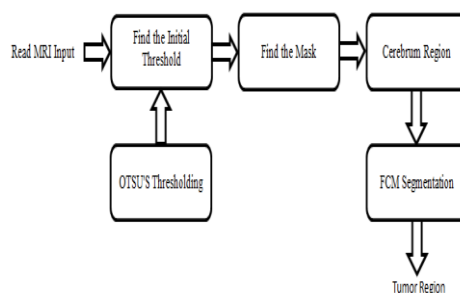 Read MRI Input
Find the Initial
Threshold
Find the Mask
Cerebrum Region
OTSU'S Thresholding
FCM Segmentation
Tumor Region